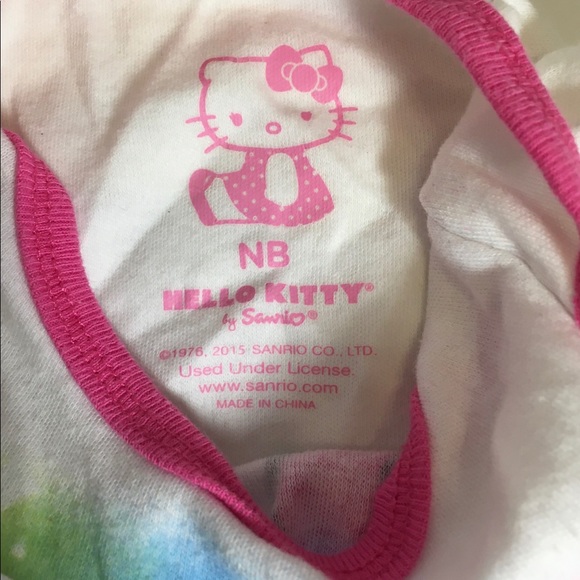 NB
HELLO KITTY®
by Sanrio®
©1976, 2015 SANRIO CO., LTD.
Used Under License.
www.sanrio.com
MADE IN CHINA